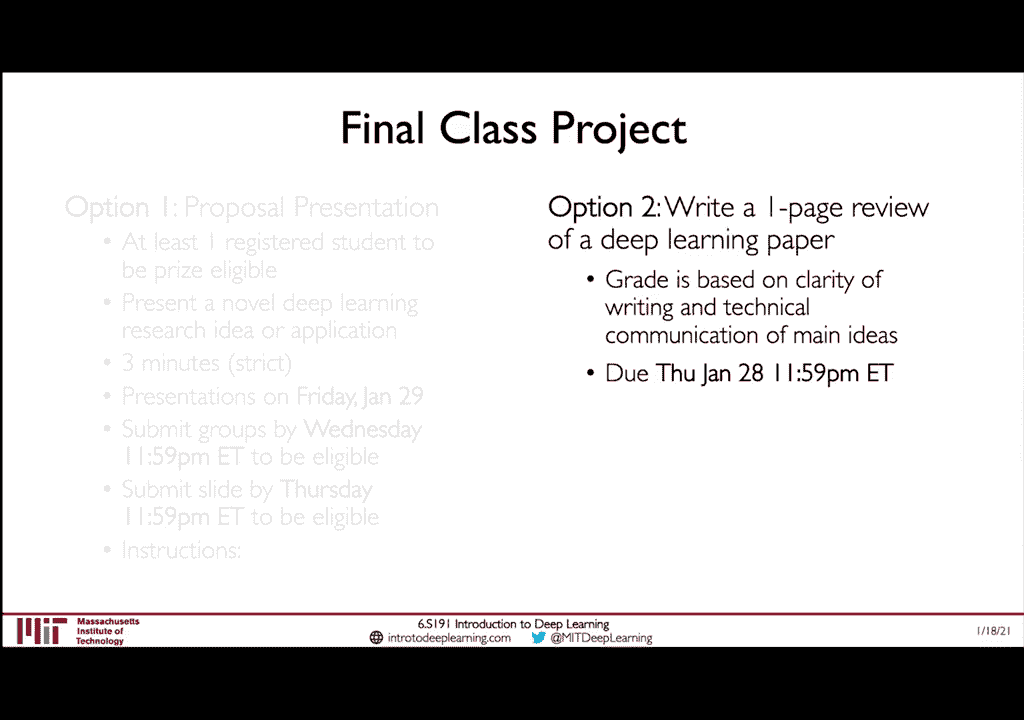 Final Class Project
Option 1: Proposal Presentation
• At least 1 registered student to
be prize eligible
• Present a novel deep learning
research idea or application
• 3 minutes (strict)
• Presentations on Friday, Jan 29
• Submit groups by Wednesday
11:59pm ET to be eligible
• Submit slide by Thursday
11:59pm ET to be eligible
• Instructions:
Option 2: Write a 1-page review
of a deep learning paper
• Grade is based on clarity of
writing and technical
communication of main ideas
• Due Thu Jan 28 11:59pm ET
Massachusetts
Institute of
Technology
6.S191 Introduction to Deep Learning
introtodeeplearning.com @MITDeepLearning
1/18/21